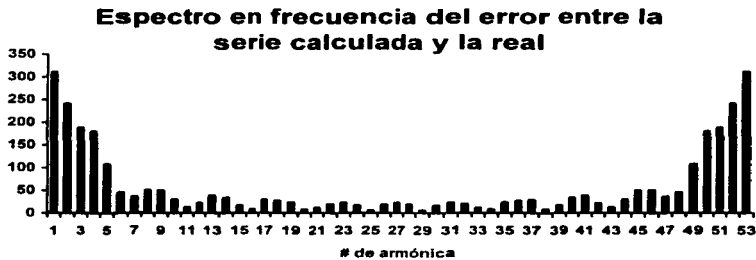 Espectro en frecuencia del error entre la
serie calculada y la real
350
300
250
200
150
100
50
0
1 3 5 7 9 11 13 15 17 19 21 23 25 27 29 31 33 35 37 39 41 43 45 47 49 51 53
# de armónica